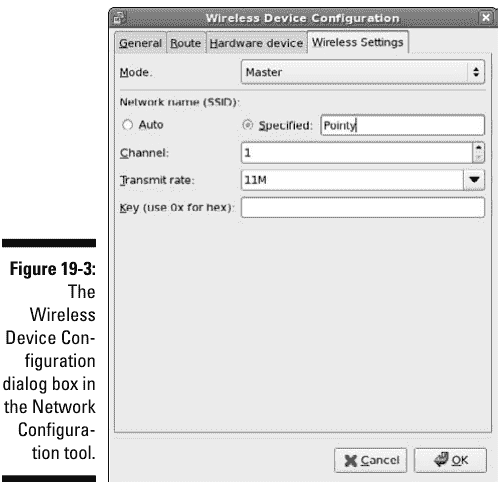 Wireless Device Configuration
General Route Hardware device Wireless Settings
Mode: Master
Network name (SSID):
Auto Specified: Pointy
Channel: 1
Transmit rate: 11M
Key (use 0x for hex):
Cancel OK
Figure 19-3:
The
Wireless
Device Con-
figuration
dialog box in
the Network
Configura-
tion tool.